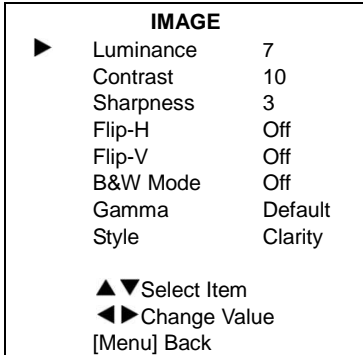 IMAGE
▶ Luminance 7
Contrast 10
Sharpness 3
Flip-H Off
Flip-V Off
B&W Mode Off
Gamma Default
Style Clarity
▲▼Select Item
◀▶Change Value
[Menu] Back